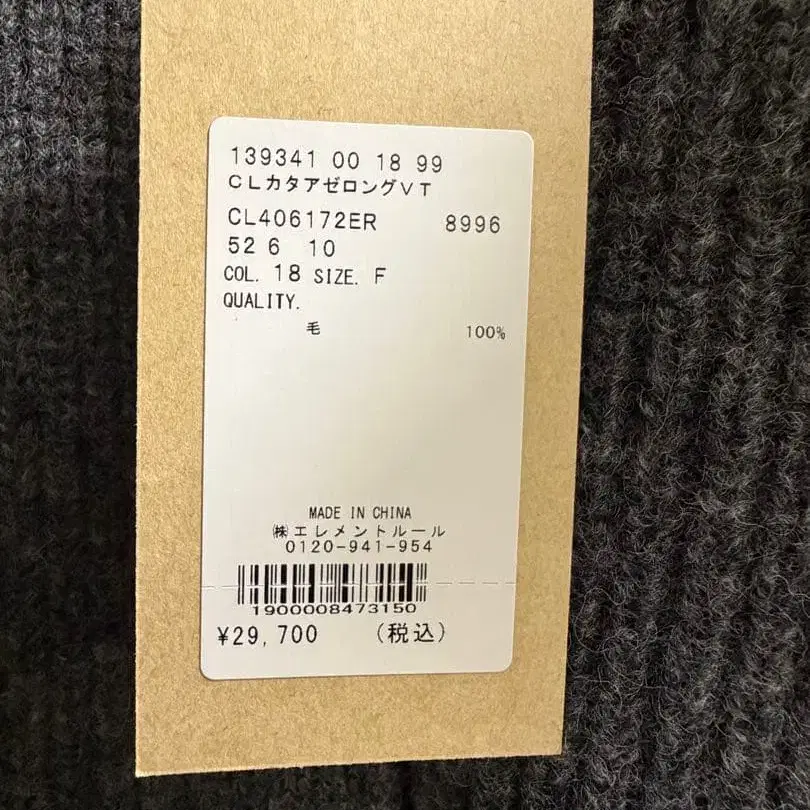 139341 00 18 99
CLカタアゼロングVT
CL406172ER 8996
52 6 10
COL. 18 SIZE. F
QUALITY.
毛 100%
MADE IN CHINA
㈱エレメントルール
0120-941-954
1900008473150
¥29,700 (税込)